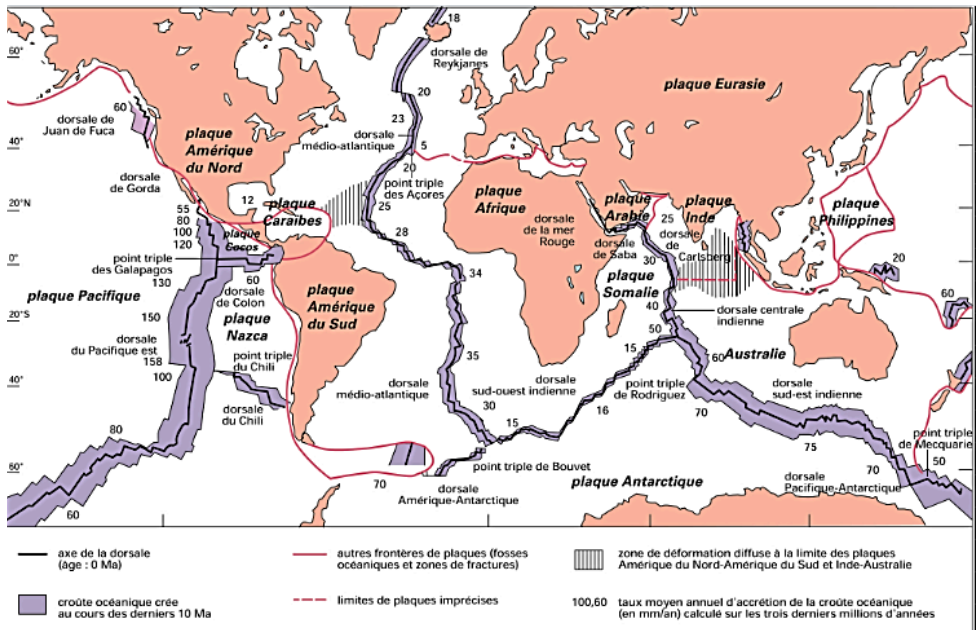 18
60°
dorsale de
Reykjanes
plaque Eurasie
60
20
dorsale de
Juan de Fuca
23
plaque
Amérique
du Nord
dorsale
médio-atlantique
5
40°
20
dorsale
de Gorda
point triple
des Açores
12
plaque
Afrique
plaque
Arabie
plaque
Inde
plaque
Philippines
20°N
55
80
100
120
plaque
Caraïbes
25
25
plaque
Cocos
28
dorsale
de la mer
Rouge
dorsale
de Saba
dorsale
de
Carlsberg
30
20
point triple
des Galapagos
0°
130
60
34
plaque Pacifique
dorsale
de Colon
plaque
Amérique
du Sud
plaque
Somalie
60
40
dorsale centrale
indienne
150
20°S
plaque
Nazca
50
dorsale
du Pacifique est
158
100
point triple
du Chili
35
15
60
Australie
40°
dorsale
du Chili
dorsale
médio-atlantique
dorsale
sud-ouest indienne
point triple
de Rodriguez
dorsale
sud-est indienne
30
16
70
80
15
75
point triple
de Mecquarie
60°
70
point triple de Bouvet
70
50
plaque Antarctique
dorsale
Amérique-Antarctique
dorsale
Pacifique-Antarctique
60
axe de la dorsale
(âge : 0 Ma)
autres frontères de plaques (fosses
océaniques et zones de fractures)
zone de déformation diffuse à la limite des plaques
Amérique du Nord-Amérique du Sud et Inde-Australie
croûte océanique crée
au cours des derniers 10 Ma
limites de plaques imprécises
100,60 taux moyen annuel d'accrétion de la croûte océanique
(en mm/an) calculé sur les trois derniers millions d'années